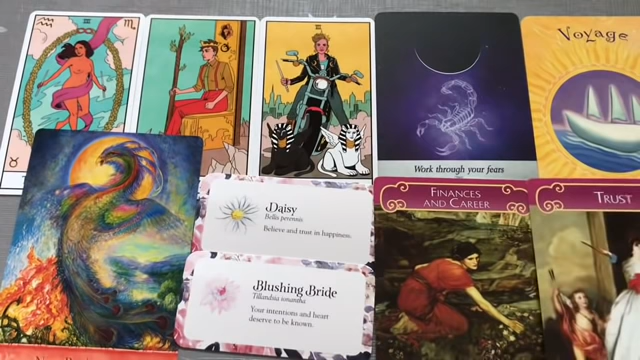 Voyage
Work through your fears
FINANCES
AND CAREER
TRUST
Daisy
Bellis perennis
Believe and trust in happiness.
Blushing Bride
Tillandsia ionantha
Your intentions and heart
deserve to be known.